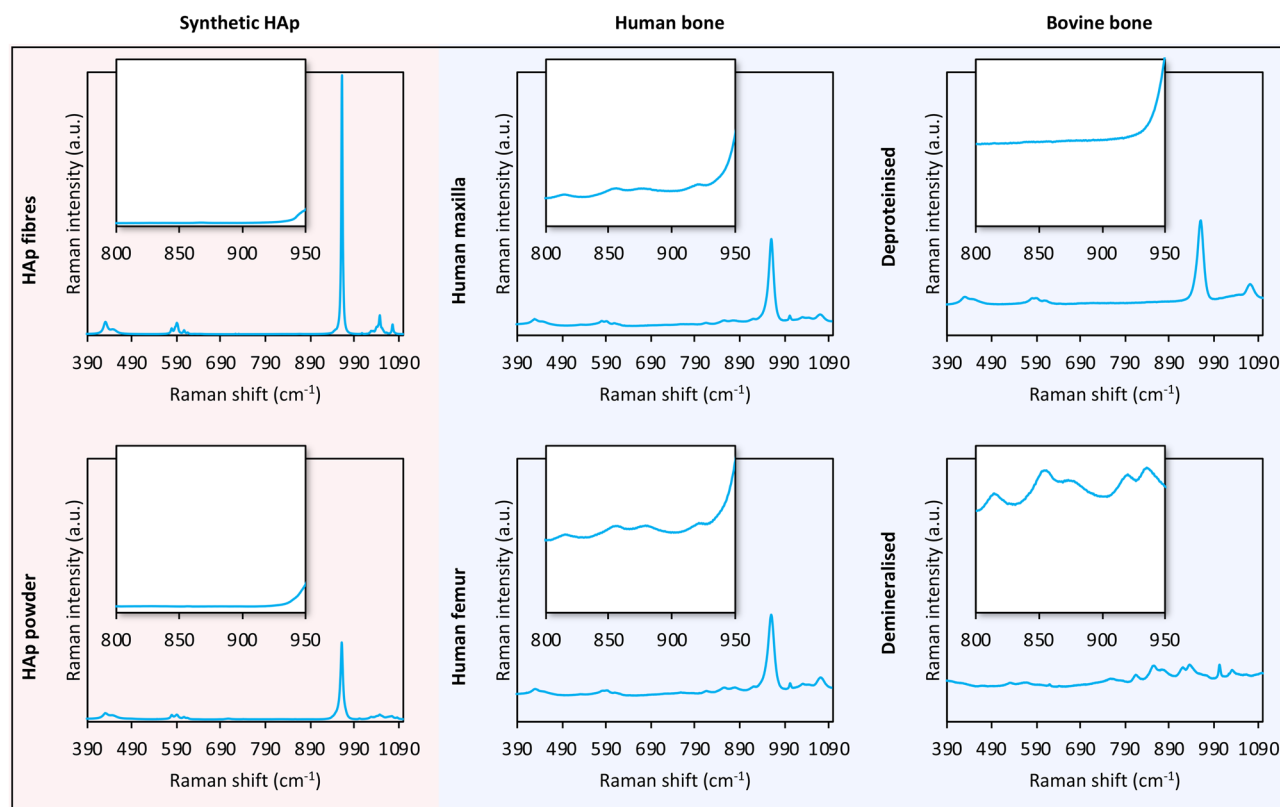 Synthetic HAp
Human bone
Bovine bone
HAp fibres
Raman intensity (a.u.)
800 850 900 950
390 490 590 690 790 890 990 1090
Raman shift (cm⁻¹)
Human maxilla
Raman intensity (a.u.)
800 850 900 950
390 490 590 690 790 890 990 1090
Raman shift (cm⁻¹)
Deproteinised
Raman intensity (a.u.)
800 850 900 950
390 490 590 690 790 890 990 1090
Raman shift (cm⁻¹)
HAp powder
Raman intensity (a.u.)
800 850 900 950
390 490 590 690 790 890 990 1090
Raman shift (cm⁻¹)
Human femur
Raman intensity (a.u.)
800 850 900 950
390 490 590 690 790 890 990 1090
Raman shift (cm⁻¹)
Demineralised
Raman intensity (a.u.)
800 850 900 950
390 490 590 690 790 890 990 1090
Raman shift (cm⁻¹)